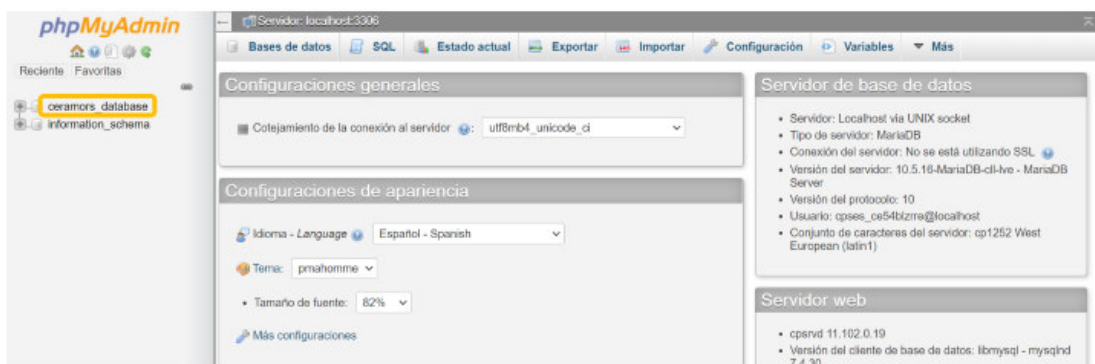 phpMyAdmin
Reciente Favoritas
ceramors_database
information_schema
Servidor: localhost:3306
Bases de datos SQL Estado actual Exportar Importar Configuración Variables Más
Configuraciones generales
Cotejamiento de la conexión al servidor : utf8mb4_unicode_ci
Configuraciones de apariencia
Idioma - Language Español - Spanish
Tema: pmahomme
• Tamaño de fuente: 82%
Más configuraciones
Servidor de base de datos
• Servidor: Localhost via UNIX socket
• Tipo de servidor: MariaDB
• Conexión del servidor: No se está utilizando SSL
• Versión del servidor: 10.5.16-MariaDB-cll-lve - MariaDB
Server
• Versión del protocolo: 10
• Usuario: cpses_ce54blzrre@localhost
• Conjunto de caracteres del servidor: cp1252 West
European (latin1)
Servidor web
• cpsrvd 11.102.0.19
• Versión del cliente de base de datos: libmysql - mysqlnd
7.4.30